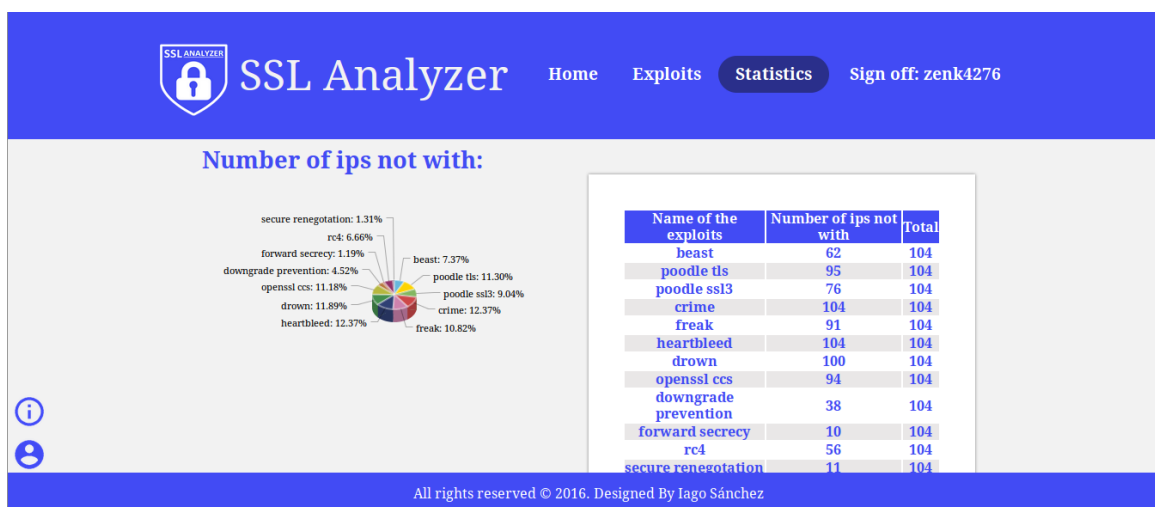 SSL ANALYZER
SSL Analyzer
Home Exploits Statistics Sign off: zenk4276
Number of ips not with:
secure renegotation: 1.31%
rc4: 6.66%
forward secrecy: 1.19%
downgrade prevention: 4.52%
openssl ccs: 11.18%
drown: 11.89%
heartbleed: 12.37%
beast: 7.37%
poodle tls: 11.30%
poodle ssl3: 9.04%
crime: 12.37%
freak: 10.82%
Name of the exploits Number of ips not with Total
beast 62 104
poodle tls 95 104
poodle ssl3 76 104
crime 104 104
freak 91 104
heartbleed 104 104
drown 100 104
openssl ccs 94 104
downgrade prevention 38 104
forward secrecy 10 104
rc4 56 104
secure renegotation 11 104
All rights reserved © 2016. Designed By Iago Sánchez